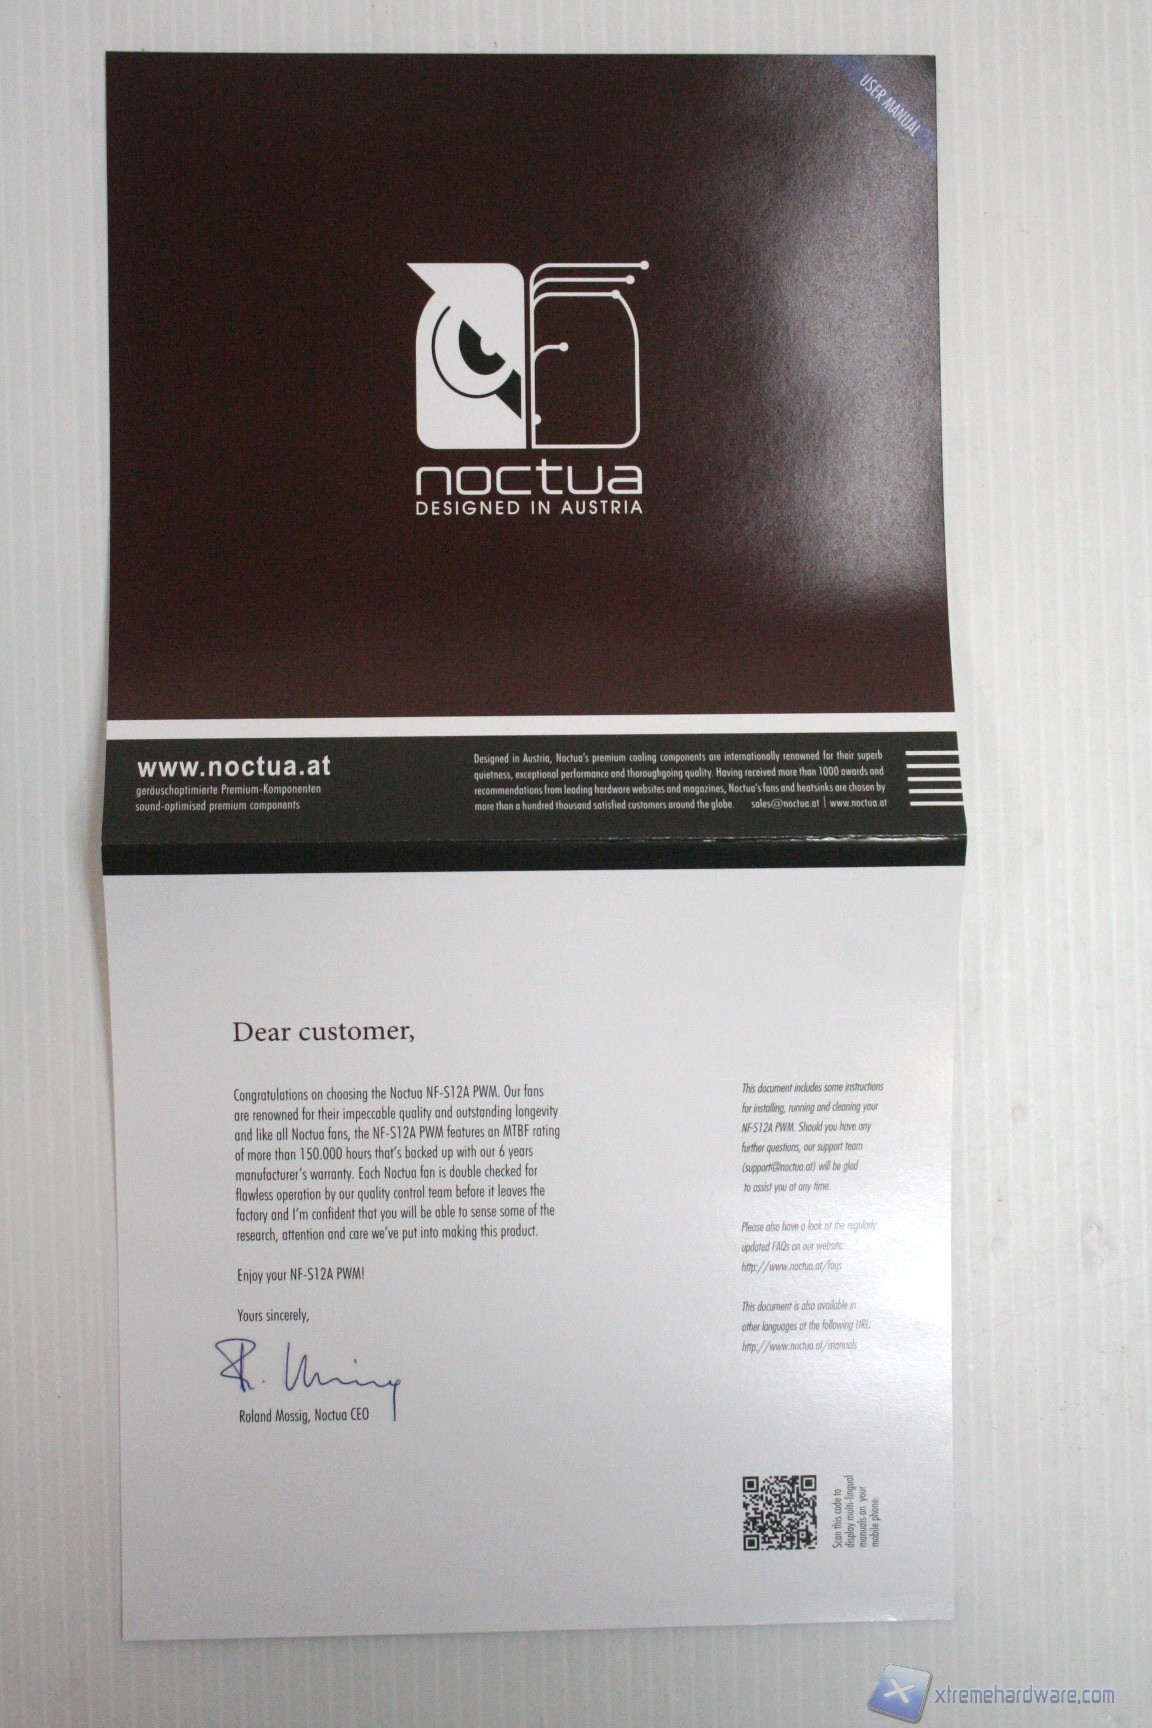 USER MANUAL
noctua
DESIGNED IN AUSTRIA
www.noctua.at
geräuschoptimierte Premium-Komponenten
sound-optimised premium components
Designed in Austria, Noctua's premium cooling components are internationally renowned for their superb
quietness, exceptional performance and thoroughgoing quality. Having received more than 1000 awards and
recommendations from leading hardware websites and magazines, Noctua's fans and heatsinks are chosen by
more than a hundred thousand satisfied customers around the globe. sales@noctua.at | www.noctua.at
Dear customer,
Congratulations on choosing the Noctua NF-S12A PWM. Our fans
are renowned for their impeccable quality and outstanding longevity
and like all Noctua fans, the NF-S12A PWM features an MTBF rating
of more than 150.000 hours that's backed up with our 6 years
manufacturer's warranty. Each Noctua fan is double checked for
flawless operation by our quality control team before it leaves the
factory and I'm confident that you will be able to sense some of the
research, attention and care we've put into making this product.
Enjoy your NF-S12A PWM!
Yours sincerely,
Roland Mossig, Noctua CEO
This document includes some instructions
for installing, running and cleaning your
NF-S12A PWM. Should you have any
further questions, our support team
(support@noctua.at) will be glad
to assist you at any time.
Please also have a look at the regularly
updated FAQs on our website:
http://www.noctua.at/faqs
This document is also available in
other languages at the following URL:
http://www.noctua.at/manuals
Scan this code to
display multi-lingual
manuals on your
mobile phone:
xtremehardware.com